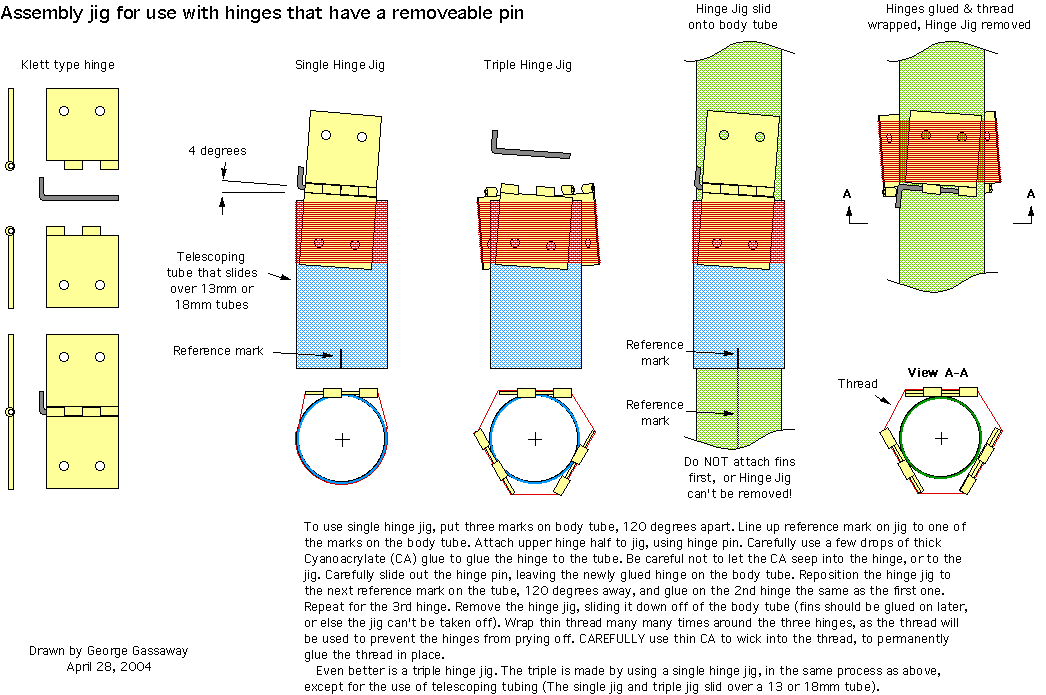 Assembly jig for use with hinges that have a removeable pin
Hinge Jig slid
onto body tube
Hinges glued & thread
wrapped, Hinge Jig removed
Klett type hinge
Single Hinge Jig
Triple Hinge Jig
4 degrees
A
A
Telescoping
tube that slides
over 13mm or
18mm tubes
Reference mark
Reference
mark
Reference
mark
View A-A
Thread
Do NOT attach fins
first, or Hinge Jig
can't be removed!
To use single hinge jig, put three marks on body tube, 120 degrees apart. Line up reference mark on jig to one of
the marks on the body tube. Attach upper hinge half to jig, using hinge pin. Carefully use a few drops of thick
Cyanoacrylate (CA) glue to glue the hinge to the tube. Be careful not to let the CA seep into the hinge, or to the
jig. Carefully slide out the hinge pin, leaving the newly glued hinge on the body tube. Reposition the hinge jig to
the next reference mark on the tube, 120 degrees away, and glue on the 2nd hinge the same as the first one.
Repeat for the 3rd hinge. Remove the hinge jig, sliding it down off of the body tube (fins should be glued on later,
or else the jig can't be taken off). Wrap thin thread many many times around the three hinges, as the thread will
be used to prevent the hinges from prying off. CAREFULLY use thin CA to wick into the thread, to permanently
glue the thread in place.
Even better is a triple hinge jig. The triple is made by using a single hinge jig, in the same process as above,
except for the use of telescoping tubing (The single jig and triple jig slid over a 13 or 18mm tube).
Drawn by George Gassaway
April 28, 2004